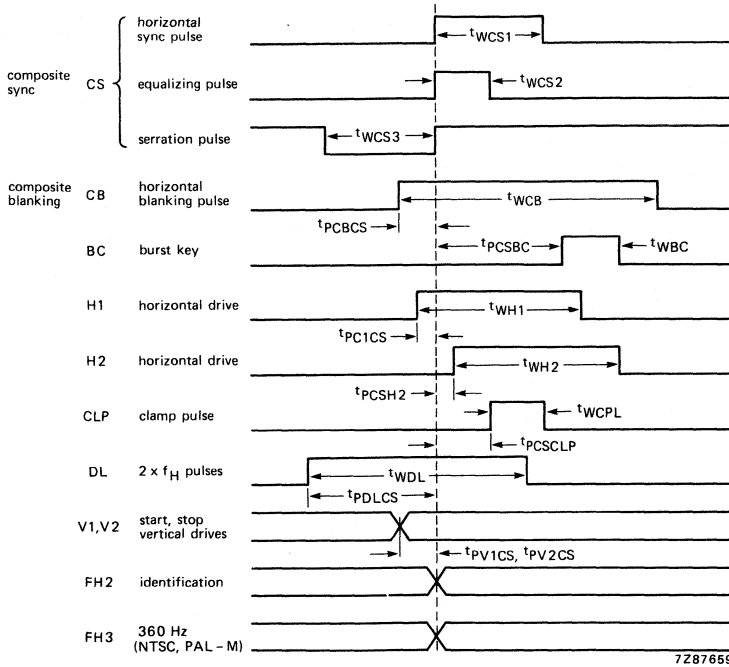 horizontal
sync pulse
tWCS1
composite
sync
CS
equalizing pulse
tWCS2
serration pulse
tWCS3
composite
blanking
CB
horizontal
blanking pulse
tWCB
tPCBCS
BC
burst key
tPCSBC
tWBC
H1
horizontal drive
tWH1
tPC1CS
H2
horizontal drive
tWH2
tPCSH2
CLP
clamp pulse
tWCPL
tPCSCLP
DL
2 x fH pulses
tWDL
tPDLCS
V1,V2
start, stop
vertical drives
tPV1CS, tPV2CS
FH2
identification
FH3
360 Hz
(NTSC, PAL – M)
7Z87659